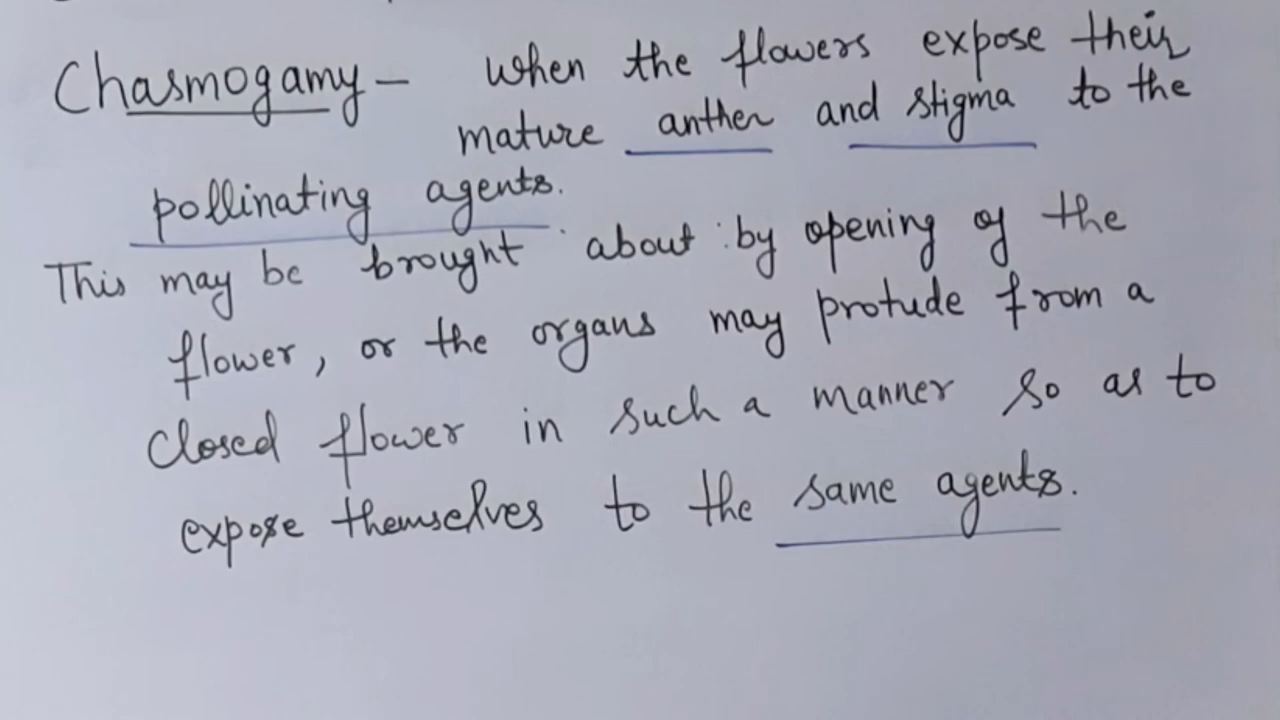 Chasmogamy - when the flowers expose their
mature anther and stigma to the
pollinating agents.
This may be brought about by opening of the
flower, or the organs may protude from a
closed flower in such a manner so as to
expose themselves to the same agents.